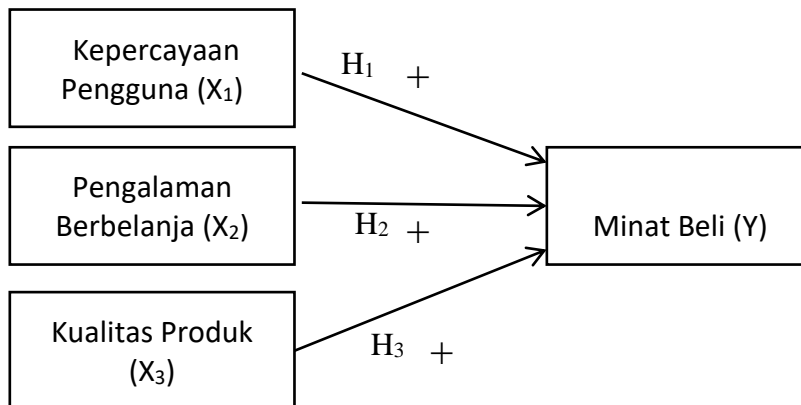 Kepercayaan
Pengguna (X₁)
H₁ +
Pengalaman
Berbelanja (X₂)
H₂ +
Minat Beli (Y)
Kualitas Produk
(X₃)
H₃ +